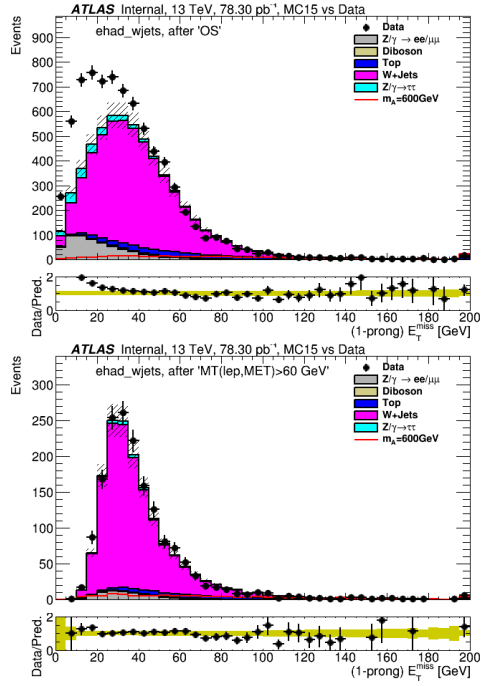 ATLAS Internal, 13 TeV, 78.30 pb⁻¹, MC15 vs Data
Events
ehad_wjets, after 'OS'
Data
Z/γ → ee/μμ
Diboson
Top
W+Jets
Z/γ→ττ
m_A=600GeV
900
800
700
600
500
400
300
200
100
0
Data/Pred.
2
1
0
0 20 40 60 80 100 120 140 160 180 200
(1-prong) E_T^miss [GeV]
ATLAS Internal, 13 TeV, 78.30 pb⁻¹, MC15 vs Data
Events
ehad_wjets, after 'MT(lep,MET)>60 GeV'
Data
Z/γ → ee/μμ
Diboson
Top
W+Jets
Z/γ→ττ
m_A=600GeV
300
250
200
150
100
50
0
Data/Pred.
2
1
0
0 20 40 60 80 100 120 140 160 180 200
(1-prong) E_T^miss [GeV]